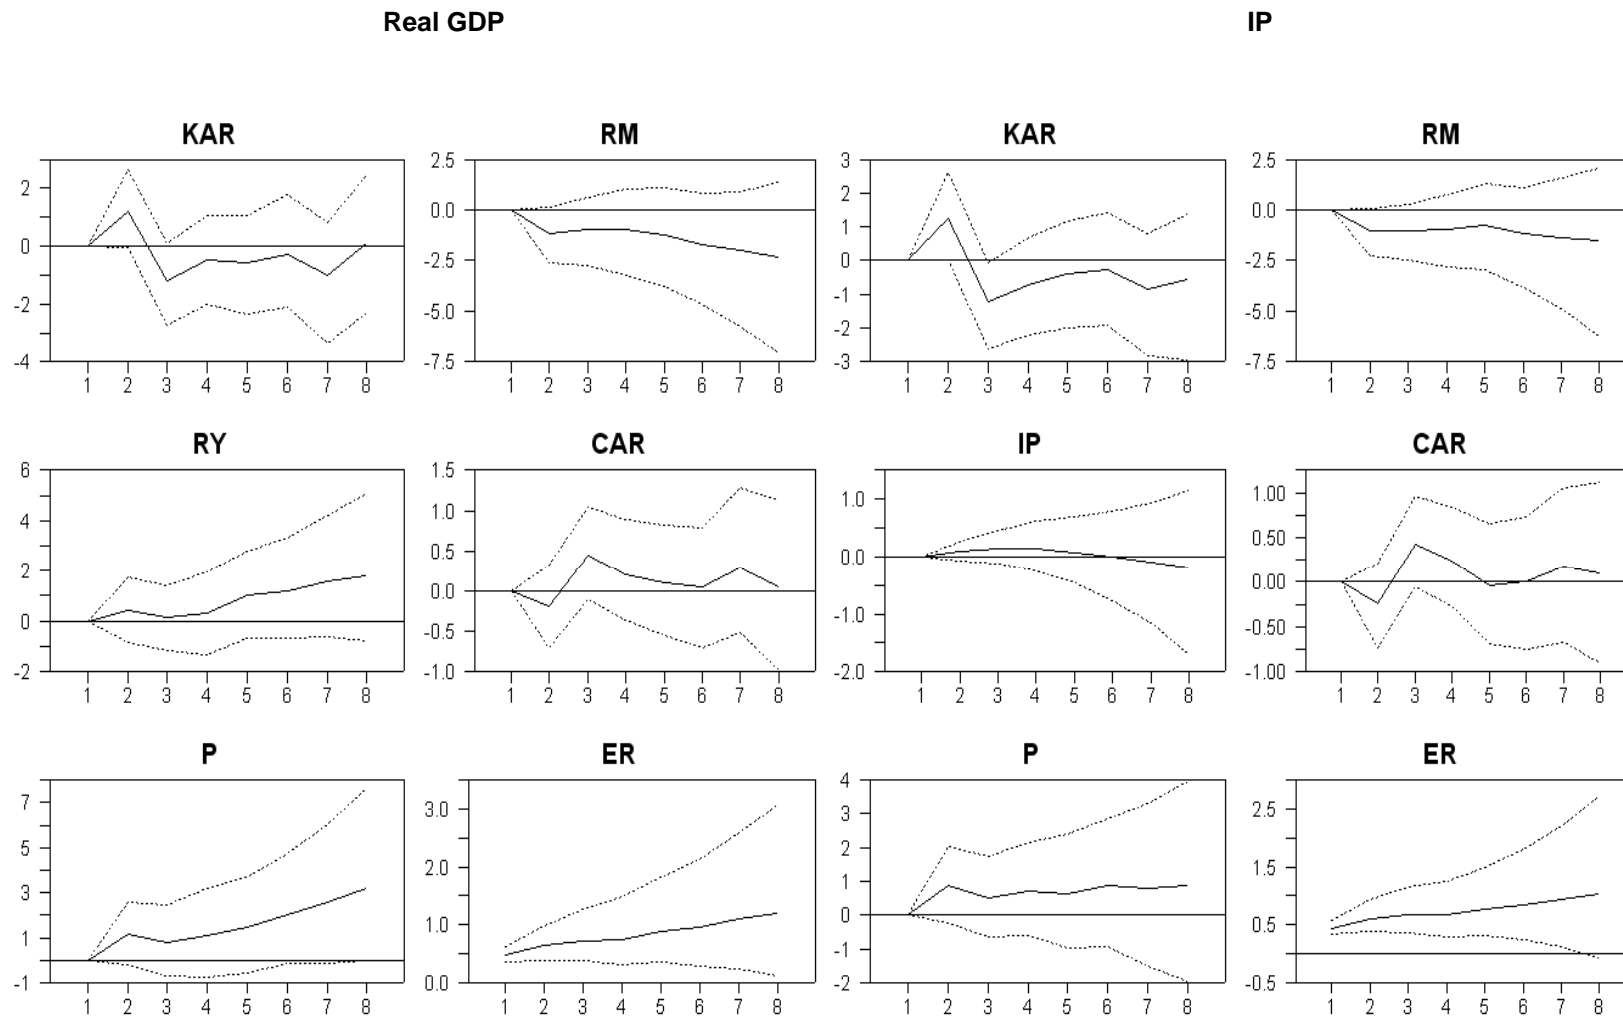 Real GDP IP
KAR RM KAR RM
2 0 -2 -4
1 2 3 4 5 6 7 8
2.5 0.0 -2.5 -5.0 -7.5
1 2 3 4 5 6 7 8
3 2 1 0 -1 -2 -3
1 2 3 4 5 6 7 8
2.5 0.0 -2.5 -5.0 -7.5
1 2 3 4 5 6 7 8
RY CAR IP CAR
6 4 2 0 -2
1 2 3 4 5 6 7 8
1.5 1.0 0.5 0.0 -0.5 -1.0
1 2 3 4 5 6 7 8
1.0 0.0 -1.0 -2.0
1 2 3 4 5 6 7 8
1.00 0.50 0.00 -0.50 -1.00
1 2 3 4 5 6 7 8
P ER P ER
7 5 3 1 -1
1 2 3 4 5 6 7 8
3.0 2.0 1.0 0.0
1 2 3 4 5 6 7 8
4 3 2 1 0 -1 -2
1 2 3 4 5 6 7 8
2.5 1.5 0.5 -0.5
1 2 3 4 5 6 7 8